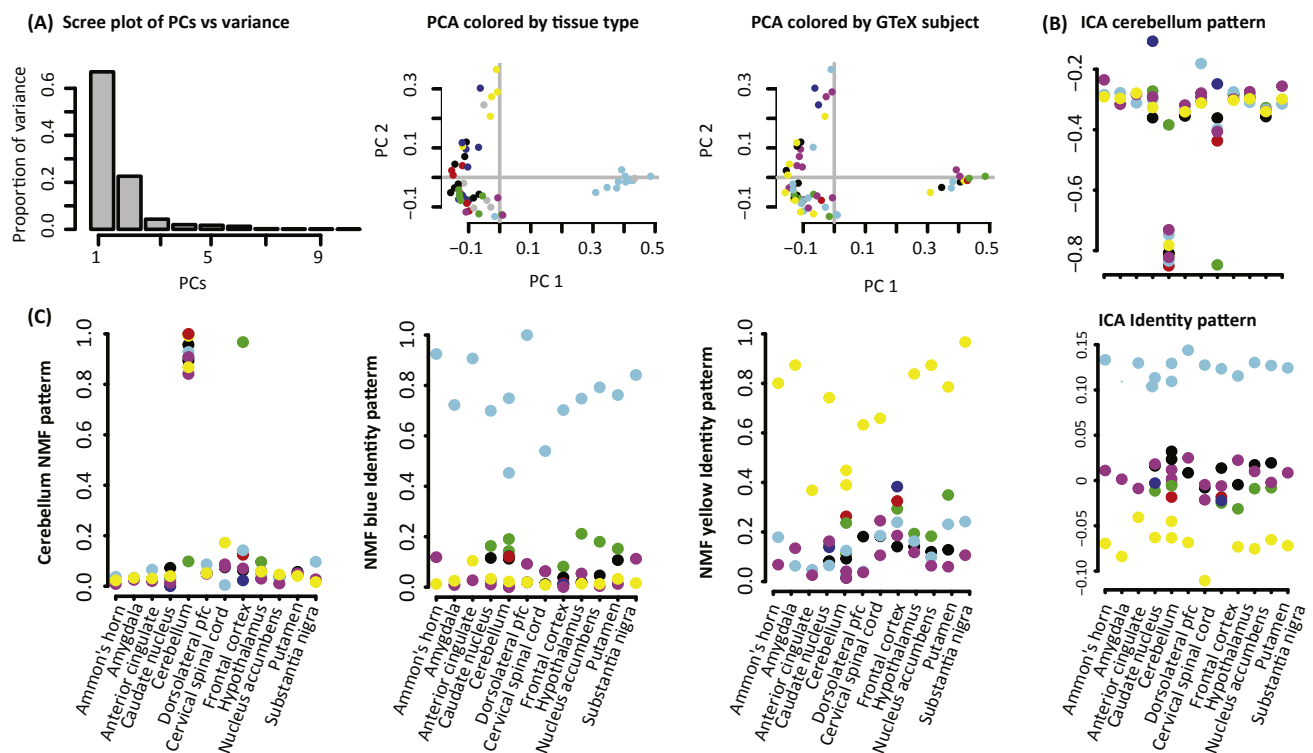 (A) Scree plot of PCs vs variance
Proportion of variance
0.0 0.2 0.4 0.6
1 5 9
PCs
PCA colored by tissue type
PC 2
−0.1 0.1 0.3
−0.1 0.1 0.3 0.5
PC 1
PCA colored by GTeX subject
PC 2
−0.1 0.1 0.3
−0.1 0.1 0.3 0.5
PC 1
(B) ICA cerebellum pattern
−0.8 −0.6 −0.4 −0.2
ICA Identity pattern
−0.10 −0.05 0 0.05 0.10 0.15
Ammon's horn
Amygdala
Anterior cingulate
Caudate nucleus
Cerebellum
Cerebral pfc
Dorsolateral pfc
Cervical spinal cord
Frontal cortex
Hypothalamus
Nucleus accumbens
Putamen
Substantia nigra
(C)
Cerebellum NMF pattem
0.0 0.2 0.4 0.6 0.8 1.0
Ammon's horn
Amygdala
Anterior cingulate
Caudate nucleus
Cerebellum
Dorsolateral pfc
Cervical spinal cord
Frontal cortex
Hypothalamus
Nucleus accumbens
Putamen
Substantia nigra
NMF blue Identity pattem
0.0 0.2 0.4 0.6 0.8 1.0
Ammon's horn
Amygdala
Anterior cingulate
Caudate nucleus
Cerebellum
Dorsolateral pfc
Cervical spinal cord
Frontal cortex
Hypothalamus
Nucleus accumbens
Putamen
Substantia nigra
NMF yellow Identity pattem
0.0 0.2 0.4 0.6 0.8 1.0
Ammon's horn
Amygdala
Anterior cingulate
Caudate nucleus
Cerebellum
Dorsolateral pfc
Cervical spinal cord
Frontal cortex
Hypothalamus
Nucleus accumbens
Putamen
Substantia nigra